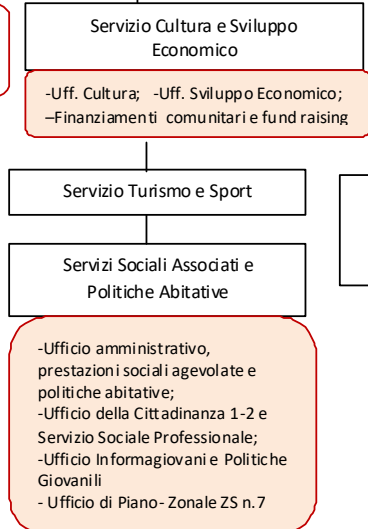 Servizio Cultura e Sviluppo
Economico
-Uff. Cultura; -Uff. Sviluppo Economico;
–Finanziamenti comunitari e fund raising
Servizio Turismo e Sport
Servizi Sociali Associati e
Politiche Abitative
-Ufficio amministrativo,
prestazioni sociali agevolate e
politiche abitative;
-Ufficio della Cittadinanza 1-2 e
Servizio Sociale Professionale;
-Ufficio Informagiovani e Politiche
Giovanili
- Ufficio di Piano- Zonale ZS n.7